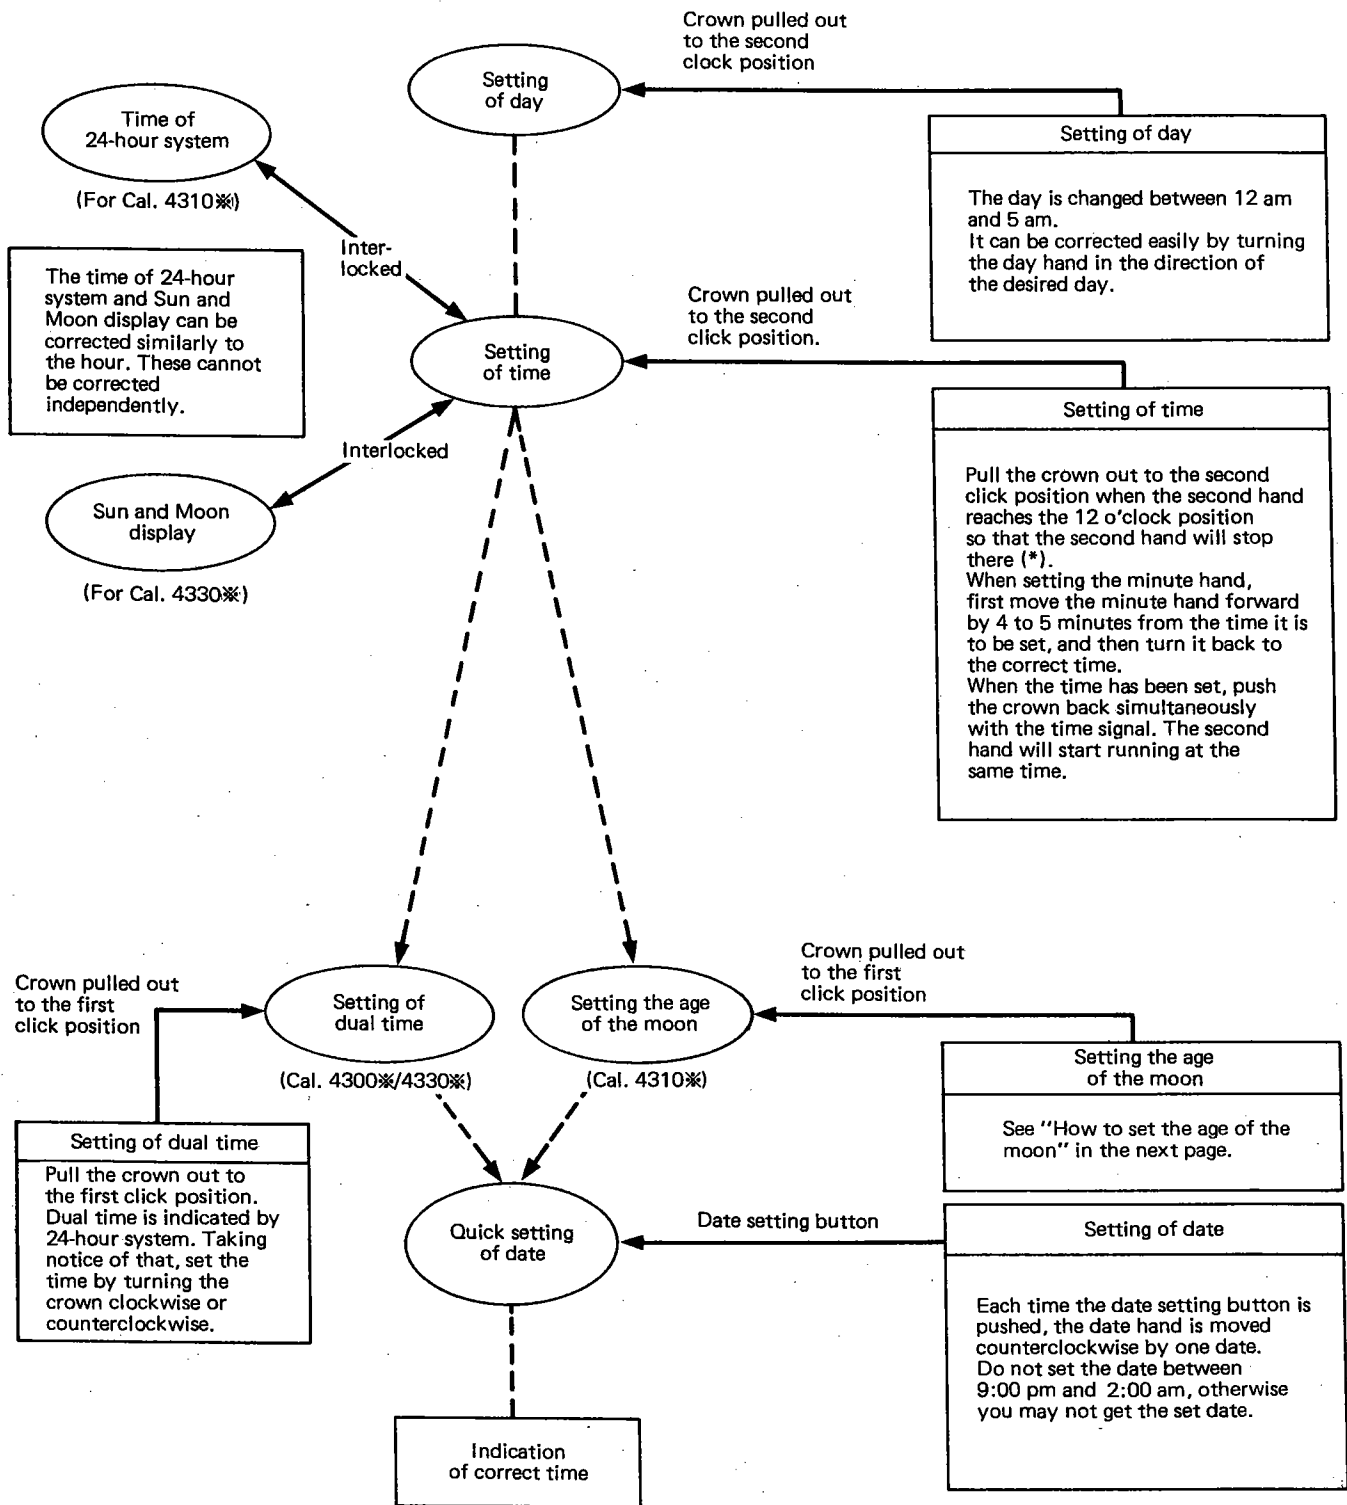 Crown pulled out
to the second
clock position
Setting
of day
Time of
24-hour system
(For Cal. 4310※)
Setting of day
The day is changed between 12 am
and 5 am.
It can be corrected easily by turning
the day hand in the direction of
the desired day.
Inter-
locked
The time of 24-hour
system and Sun and
Moon display can be
corrected similarly to
the hour. These cannot
be corrected
independently.
Crown pulled out
to the second
click position.
Setting
of time
Interlocked
Sun and Moon
display
(For Cal. 4330※)
Setting of time
Pull the crown out to the second
click position when the second hand
reaches the 12 o'clock position
so that the second hand will stop
there (*).
When setting the minute hand,
first move the minute hand forward
by 4 to 5 minutes from the time it is
to be set, and then turn it back to
the correct time.
When the time has been set, push
the crown back simultaneously
with the time signal. The second
hand will start running at the
same time.
Crown pulled out
to the first
click position
Setting of
dual time
(Cal. 4300※/4330※)
Setting the age
of the moon
(Cal. 4310※)
Crown pulled out
to the first
click position
Setting the age
of the moon
See "How to set the age of the
moon" in the next page.
Setting of dual time
Pull the crown out to
the first click position.
Dual time is indicated by
24-hour system. Taking
notice of that, set the
time by turning the
crown clockwise or
counterclockwise.
Quick setting
of date
Date setting button
Setting of date
Each time the date setting button is
pushed, the date hand is moved
counterclockwise by one date.
Do not set the date between
9:00 pm and 2:00 am, otherwise
you may not get the set date.
Indication
of correct time